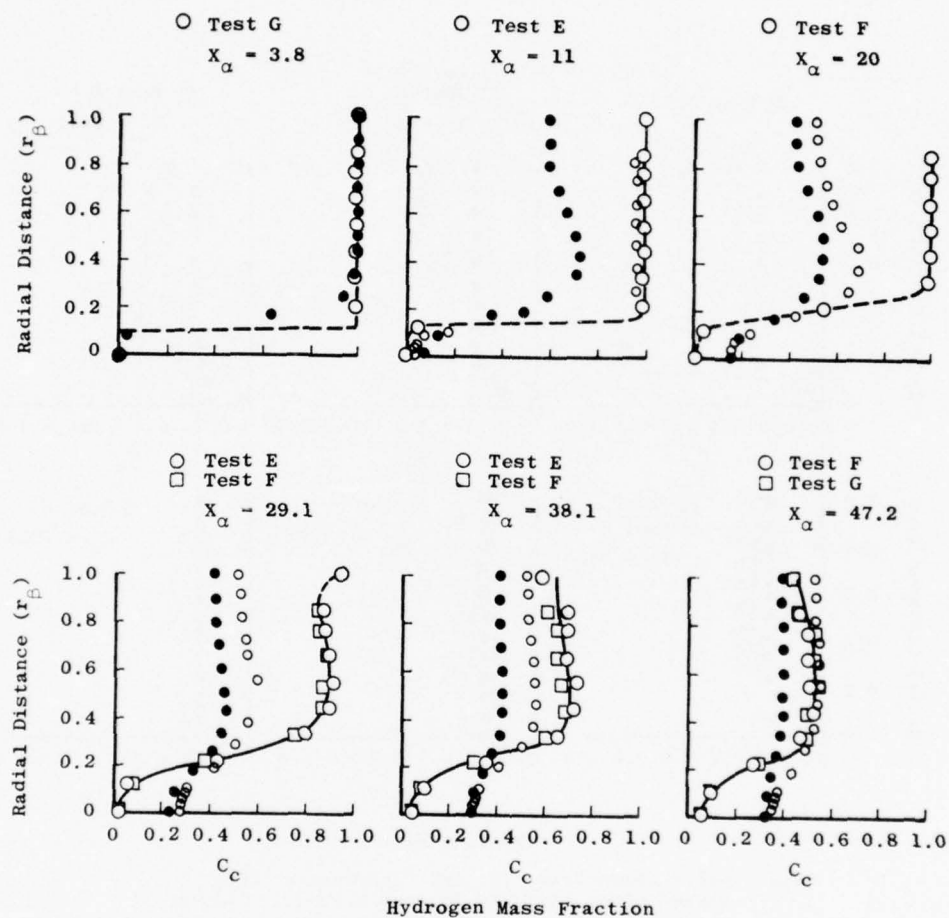 Test G
X_α = 3.8
Test E
X_α = 11
Test F
X_α = 20
Radial Distance (r_β)
1.0
0.8
0.6
0.4
0.2
0
Test E
Test F
X_α - 29.1
Test E
Test F
X_α = 38.1
Test F
Test G
X_α = 47.2
Radial Distance (r_β)
1.0
0.8
0.6
0.4
0.2
0
0 0.2 0.4 0.6 0.8 1.0
0 0.2 0.4 0.6 0.8 1.0
0 0.2 0.4 0.6 0.8 1.0
C_c
C_c
C_c
Hydrogen Mass Fraction